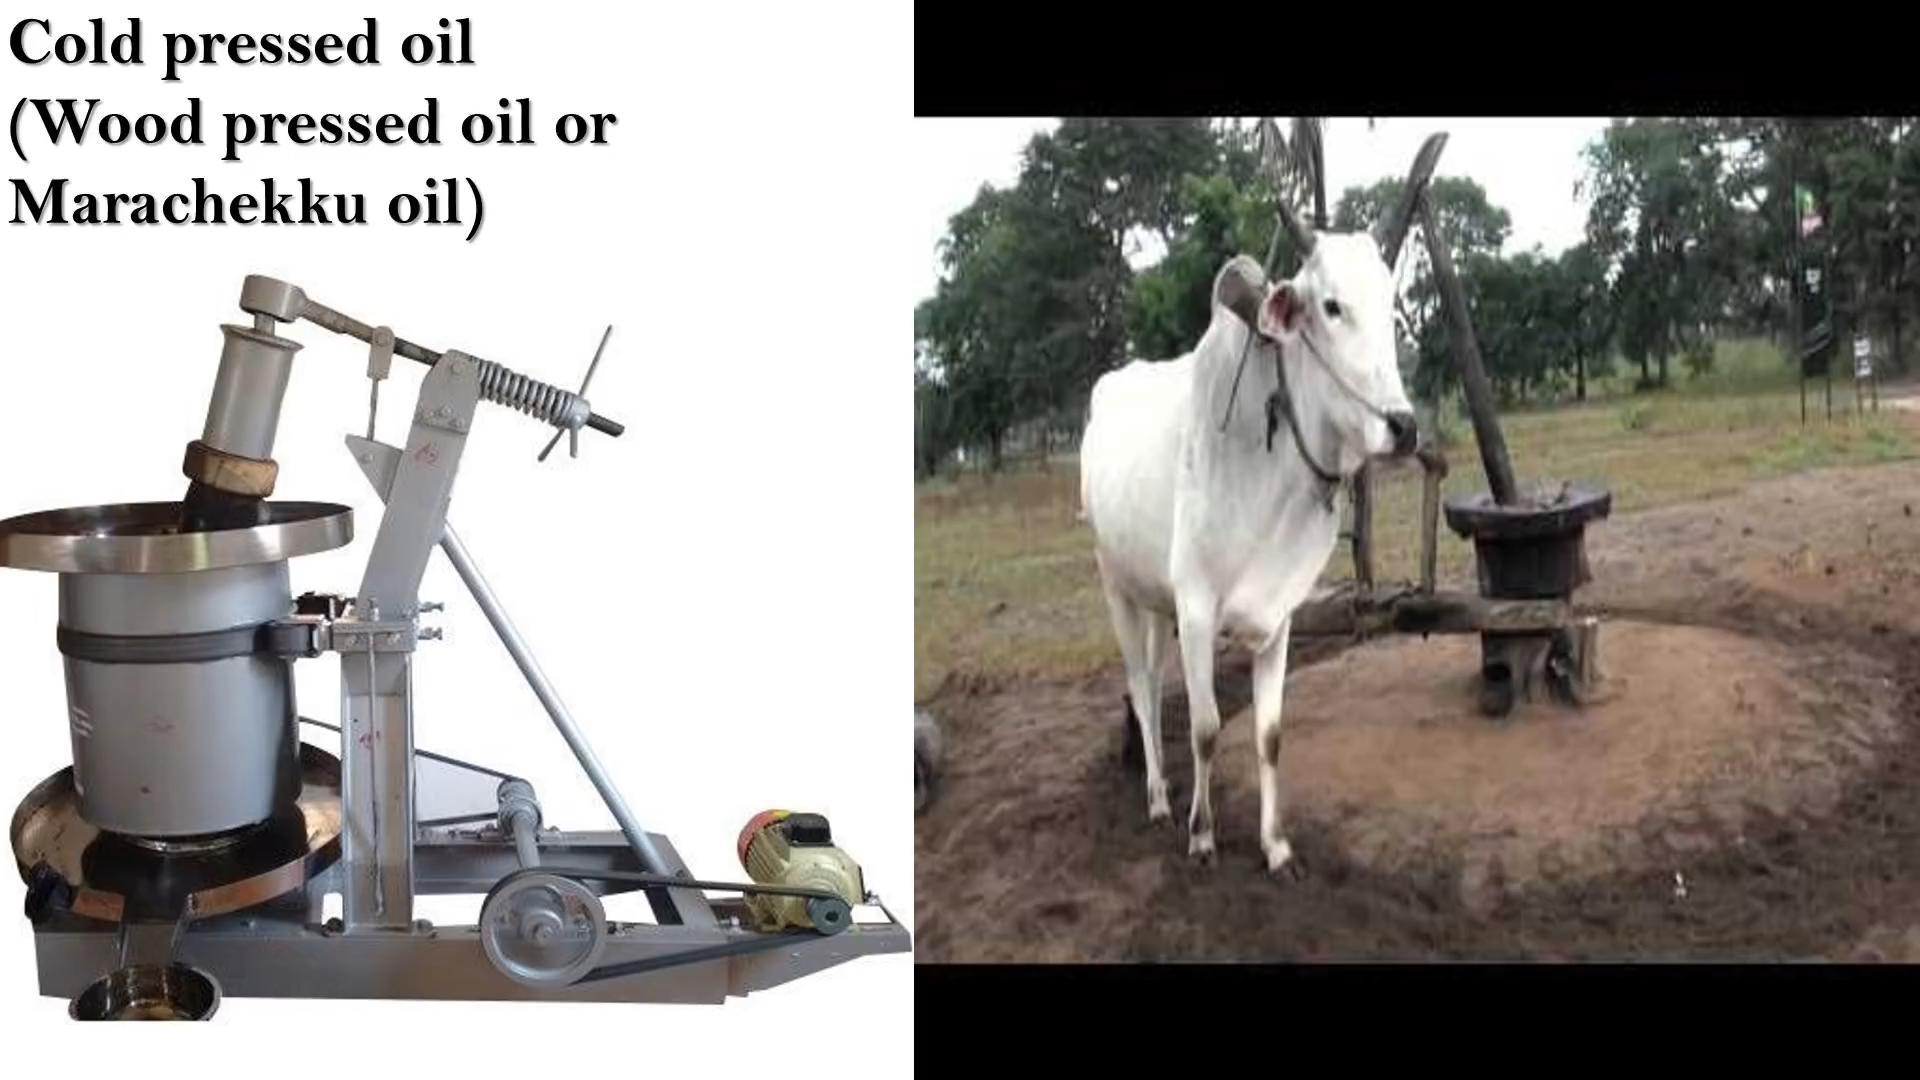 Cold pressed oil
(Wood pressed oil or
Marachekku oil)